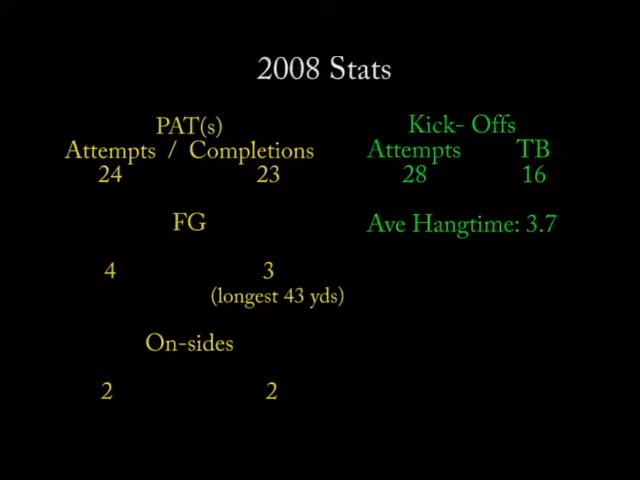 2008 Stats
PAT(s)
Attempts / Completions
24 23
FG
4 3
(longest 43 yds)
On-sides
2 2
Kick- Offs
Attempts TB
28 16
Ave Hangtime: 3.7